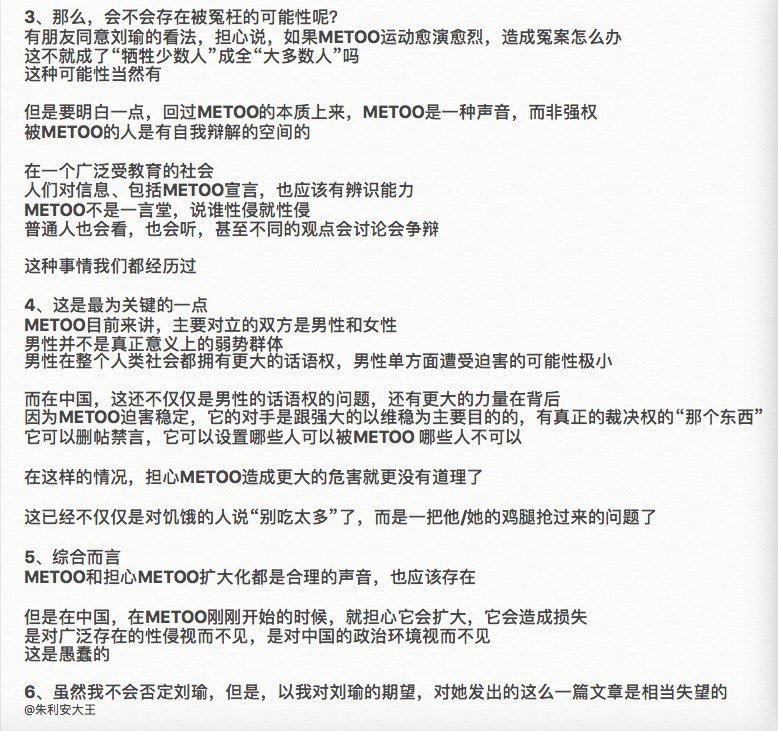 3、那么，会不会存在被冤枉的可能性呢？
有朋友同意刘瑜的看法，担心说，如果METOO运动愈演愈烈，造成冤案怎么办
这不就成了“牺牲少数人”成全“大多数人”吗
这种可能性当然有
但是要明白一点，回过METOO的本质上来，METOO是一种声音，而非强权
被METOO的人是有自我辩解的空间的
在一个广泛受教育的社会
人们对信息、包括METOO宣言，也应该有辨识能力
METOO不是一言堂，说谁性侵就性侵
普通人也会看，也会听，甚至不同的观点会讨论会争辩
这种事情我们都经历过
4、这是最为关键的一点
METOO目前来讲，主要对立的双方是男性和女性
男性并不是真正意义上的弱势群体
男性在整个人类社会都拥有更大的话语权，男性单方面遭受迫害的可能性极小
而在中国，这还不仅仅是男性的话语权的问题，还有更大的力量在背后
因为METOO迫害稳定，它的对手是跟强大的以维稳为主要目的的，有真正的裁决权的“那个东西”
它可以删帖禁言，它可以设置哪些人可以被METOO 哪些人不可以
在这样的情况，担心METOO造成更大的危害就更没有道理了
这已经不仅仅是对饥饿的人说“别吃太多”了，而是一把他/她的鸡腿抢过来的问题了
5、综合而言
METOO和担心METOO扩大化都是合理的声音，也应该存在
但是在中国，在METOO刚刚开始的时候，就担心它会扩大，它会造成损失
是对广泛存在的性侵视而不见，是对中国的政治环境视而不见
这是愚蠢的
6、虽然我不会否定刘瑜，但是，以我对刘瑜的期望，对她发出的这么一篇文章是相当失望的
@朱利安大王